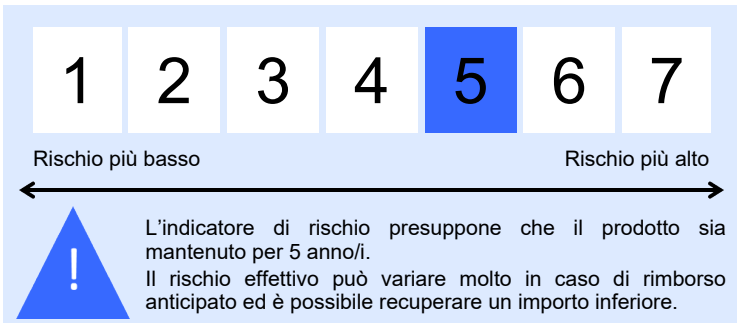 1 2 3 4 5 6 7
Rischio più basso Rischio più alto
!
L'indicatore di rischio presuppone che il prodotto sia
mantenuto per 5 anno/i.
Il rischio effettivo può variare molto in caso di rimborso
anticipato ed è possibile recuperare un importo inferiore.